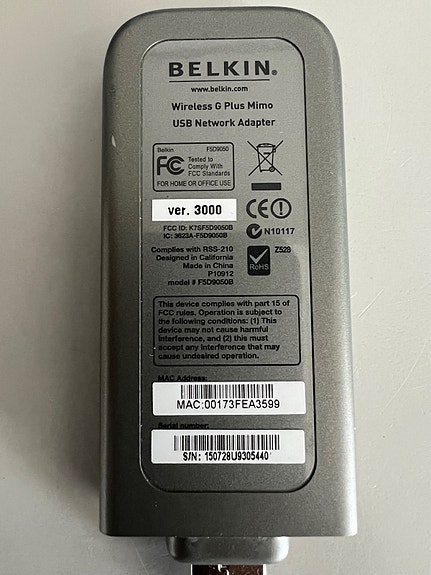 BELKIN®
www.belkin.com
Wireless G Plus Mimo
USB Network Adapter
Belkin F5D9050
FC Tested to
Comply With
FCC Standards
FOR HOME OR OFFICE USE
ver. 3000
CE
FCC ID: K7SF5D9050B
IC: 3623A-F5D9050B
N10117
Complies with RSS-210
Designed in California
Made in China
P10912
model # F5D9050B
Z528
RoHS
This device complies with part 15 of
FCC rules. Operation is subject to
the following conditions: (1) This
device may not cause harmful
interference, and (2) this must
accept any interference that may
cause undesired operation.
MAC Address:
MAC:00173FEA3599
Serial number:
S/N: 150728U9305440